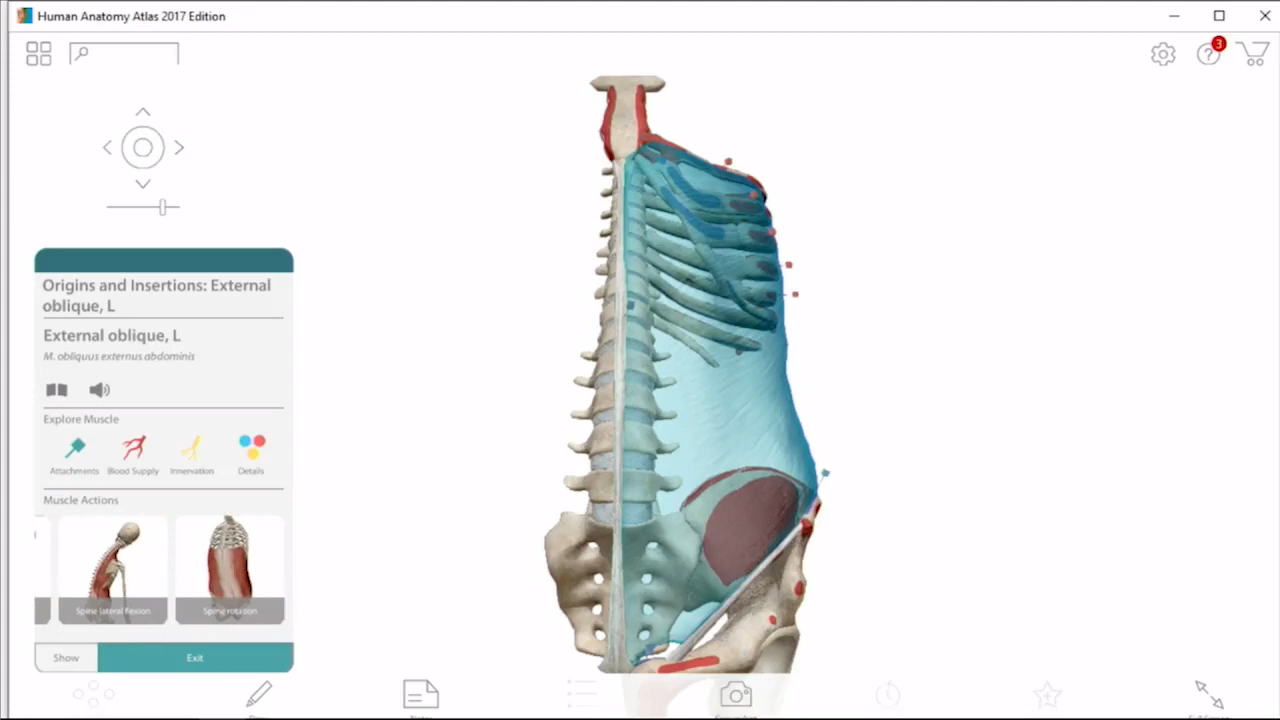 Human Anatomy Atlas 2017 Edition
3
Origins and Insertions: External
oblique, L
External oblique, L
M. obliquus externus abdominis
Explore Muscle
Attachments Blood Supply Innervation Details
Muscle Actions
Spine lateral flexion Spine rotation
Show Exit